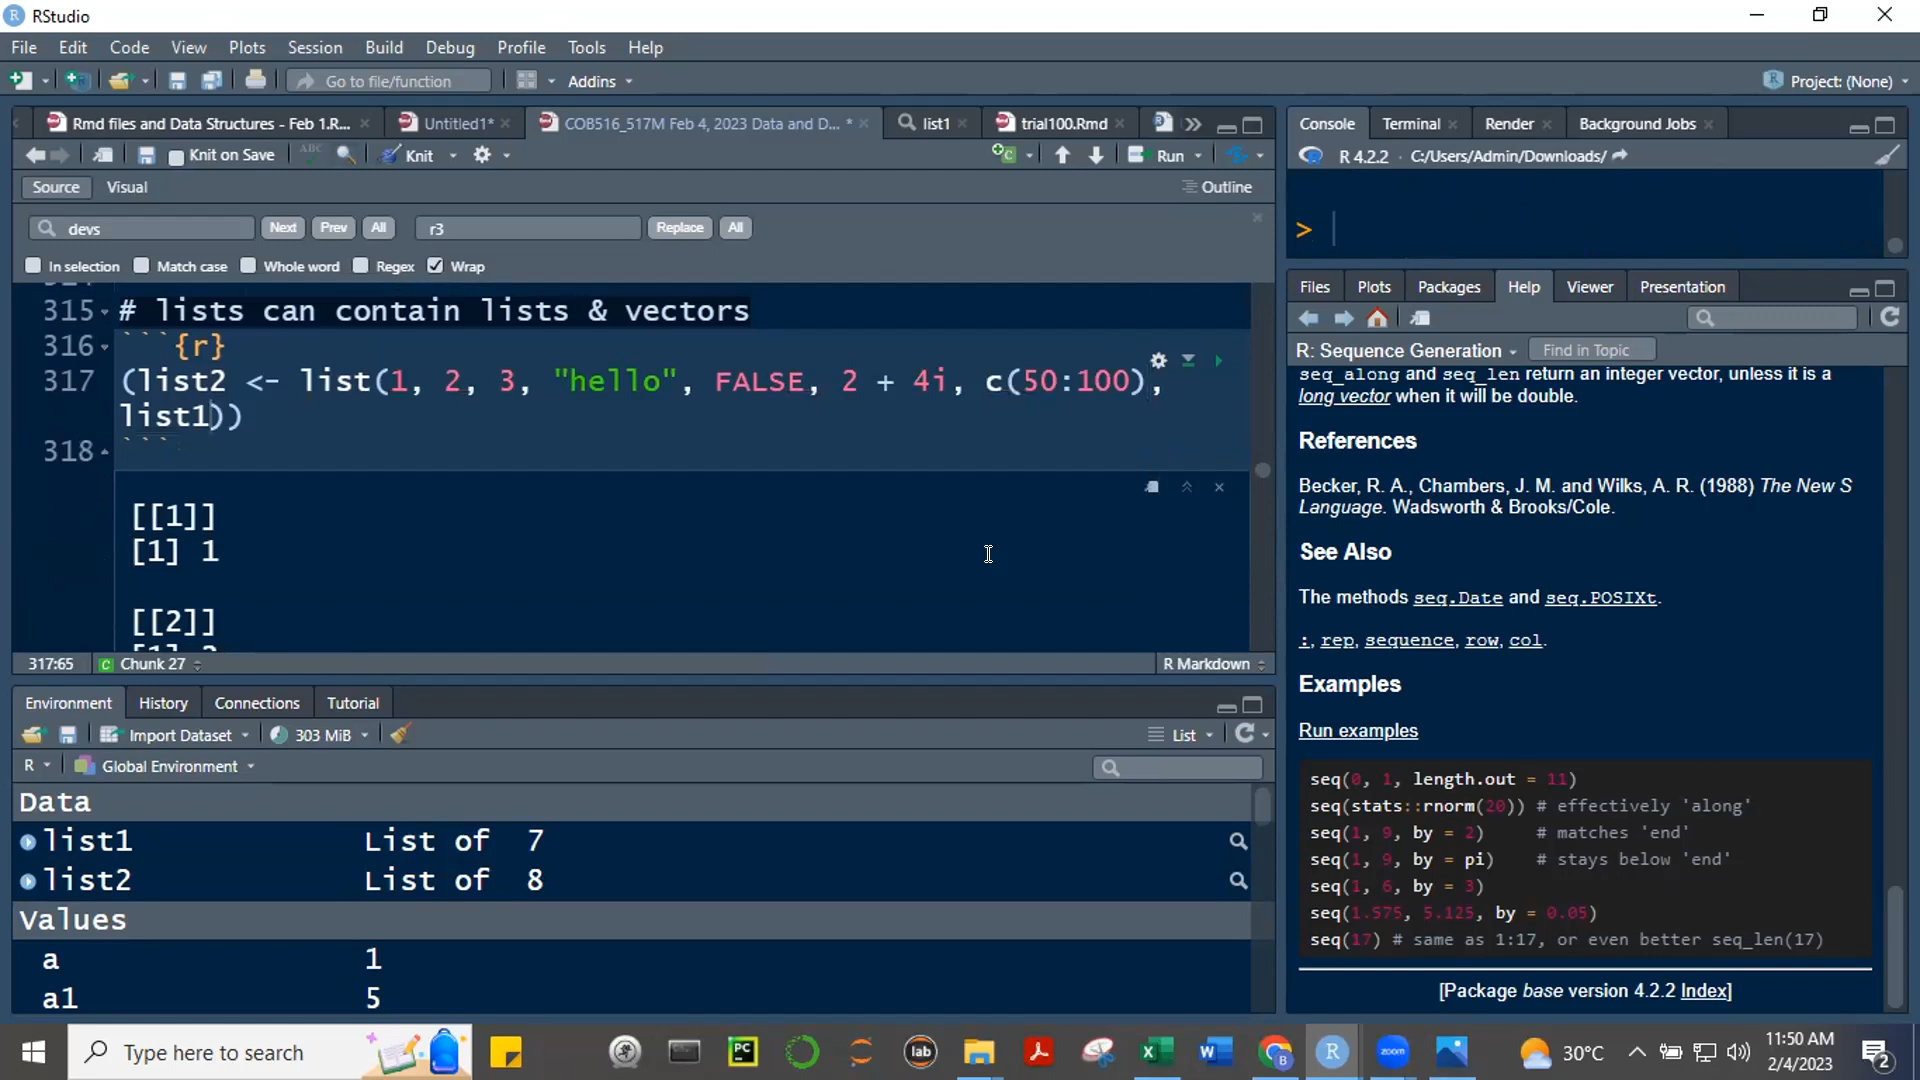 RStudio
File Edit Code View Plots Session Build Debug Profile Tools Help
Go to file/function Addins Project: (None)
Rmd files and Data Structures - Feb 1.R... Untitled1* COB516_517M Feb 4, 2023 Data and D... * list1 trial100.Rmd
Knit on Save ABC Knit Run
Source Visual Outline
devs Next Prev All r3 Replace All
In selection Match case Whole word Regex Wrap
315 # lists can contain lists & vectors
316 ```{r}
317 (list2 <- list(1, 2, 3, "hello", FALSE, 2 + 4i, c(50:100),
list1))
318 ```
[[1]]
[1] 1
[[2]]
317:65 Chunk 27 R Markdown
Environment History Connections Tutorial
Import Dataset 303 MiB List
R Global Environment
Data
list1 List of 7
list2 List of 8
Values
a 1
a1 5
Console Terminal Render Background Jobs
R 4.2.2 · C:/Users/Admin/Downloads/
>
Files Plots Packages Help Viewer Presentation
R: Sequence Generation Find in Topic
seq_along and seq_len return an integer vector, unless it is a
long vector when it will be double.
References
Becker, R. A., Chambers, J. M. and Wilks, A. R. (1988) The New S
Language. Wadsworth & Brooks/Cole.
See Also
The methods seq.Date and seq.POSIXt.
:, rep, sequence, row, col.
Examples
Run examples
seq(0, 1, length.out = 11)
seq(stats::rnorm(20)) # effectively 'along'
seq(1, 9, by = 2) # matches 'end'
seq(1, 9, by = pi) # stays below 'end'
seq(1, 6, by = 3)
seq(1.575, 5.125, by = 0.05)
seq(17) # same as 1:17, or even better seq_len(17)
[Package base version 4.2.2 Index]
Type here to search PC lab zoom 30°C 11:50 AM
2/4/2023 2